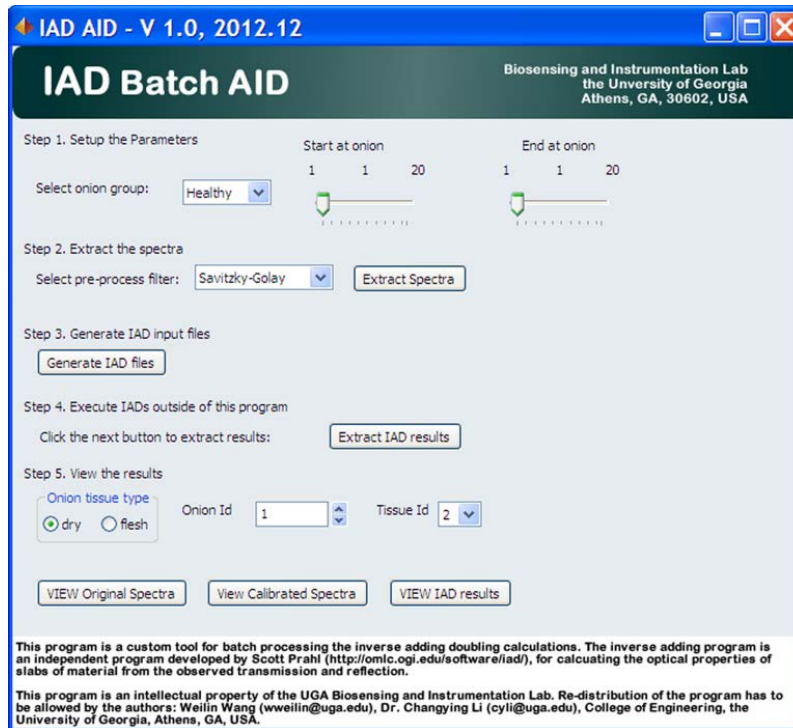 IAD AID - V 1.0, 2012.12
IAD Batch AID
Biosensing and Instrumentation Lab
the Unversity of Georgia
Athens, GA, 30602, USA
Step 1. Setup the Parameters
Start at onion
End at onion
1 1 20
1 1 20
Select onion group:
Healthy
Step 2. Extract the spectra
Select pre-process filter:
Savitzky-Golay
Extract Spectra
Step 3. Generate IAD input files
Generate IAD files
Step 4. Execute IADs outside of this program
Click the next button to extract results:
Extract IAD results
Step 5. View the results
Onion tissue type
dry
flesh
Onion Id
1
Tissue Id
2
VIEW Original Spectra
View Calibrated Spectra
VIEW IAD results
This program is a custom tool for batch processing the inverse adding doubling calculations. The inverse adding program is
an independent program developed by Scott Prahl (http://omlc.ogi.edu/software/iad/), for calcuating the optical properties of
slabs of material from the observed transmission and reflection.
This program is an intellectual property of the UGA Biosensing and Instrumentation Lab. Re-distribution of the program has to
be allowed by the authors: Weilin Wang (wweilin@uga.edu), Dr. Changying Li (cyli@uga.edu), College of Engineering, the
University of Georgia, Athens, GA, USA.